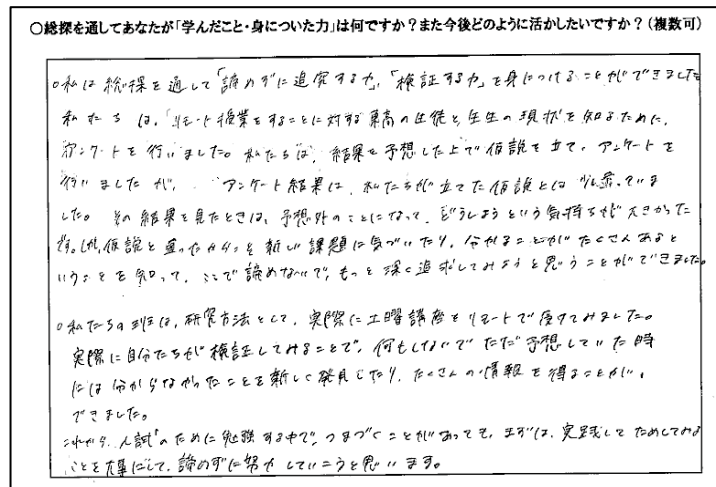 ○総探を通してあなたが「学んだこと・身についた力」は何ですか?また今後どのように活かしたいですか?(複数可)
○私は総探を通して「諦めずに追究する力」、「検証する力」を身につけることができました
私たちは、「リモート授業をすることに対する東高の生徒と先生の現状を知るために、
アンケートを行いました。私たちは、結果を予想した上で仮説を立て、アンケートを
行いましたが、アンケート結果は、私たちが立てた仮説とは少し違っていま
した。その結果を見たときは、予想外のことになって、どうしようという気持ちが大きかった
です。しかし仮説と違ったからこそ新しい課題に気づいたり、分かることがたくさんあると
いうことを知って、ここで諦めないで、もっと深く追求してみようと思うことができました。
○私たちの班は、研究方法として、実際に土曜講座をリモートで受けてみました。
実際に自分たちが検証してみることで、何もしないでただ予想していた時
には分からなかったことを新しく発見したり、たくさんの情報を得ることが、
できました。
これから、入試のために勉強する中で、つまづくことがあっても、まずは、実践してためしてみる
ことを大事にして、諦めずに努力していこうと思います。